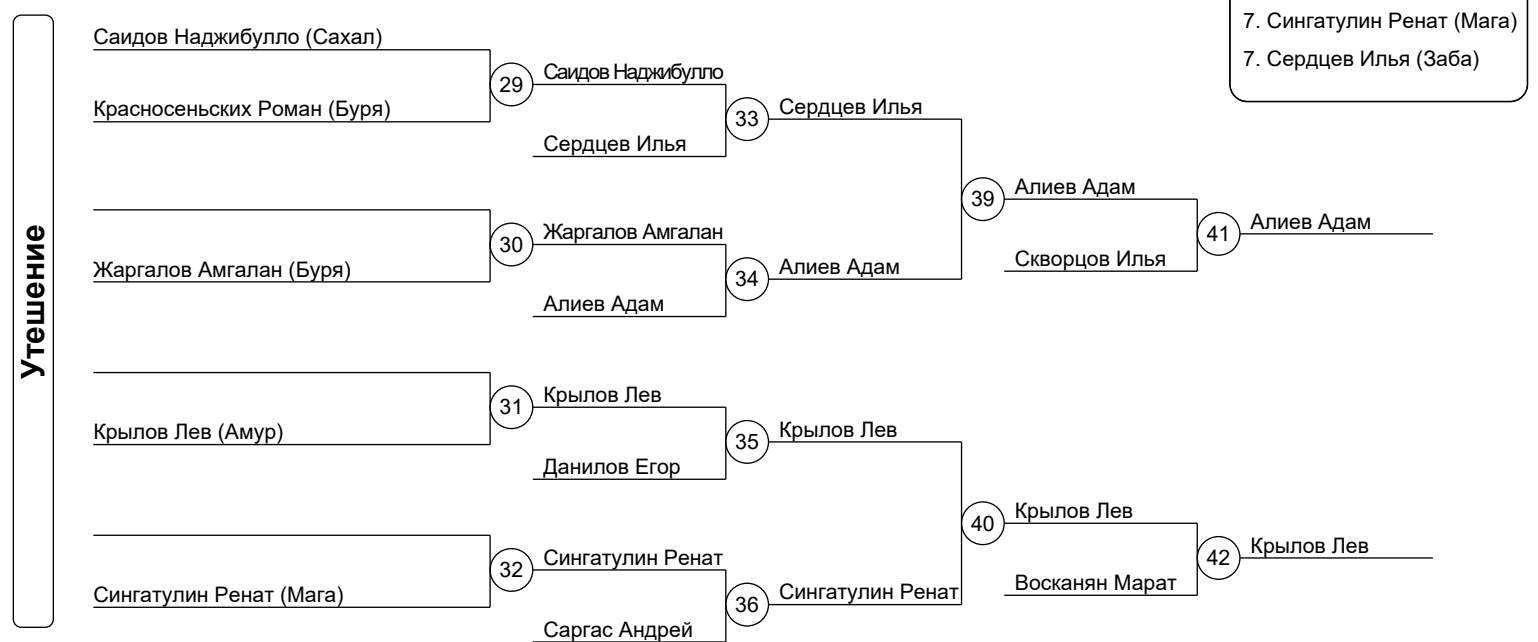 7. Сингатулин Ренат (Мага)
7. Сердцев Илья (Заба)
Утешение
Саидов Наджибулло (Сахал)
Красносеньских Роман (Буря)
29
Саидов Наджибулло
Сердцев Илья
33
Сердцев Илья
Жаргалов Амгалан (Буря)
30
Жаргалов Амгалан
Алиев Адам
34
Алиев Адам
39
Алиев Адам
Скворцов Илья
41
Алиев Адам
Крылов Лев (Амур)
31
Крылов Лев
Данилов Егор
35
Крылов Лев
Сингатулин Ренат (Мага)
32
Сингатулин Ренат
Саргас Андрей
36
Сингатулин Ренат
40
Крылов Лев
Восканян Марат
42
Крылов Лев